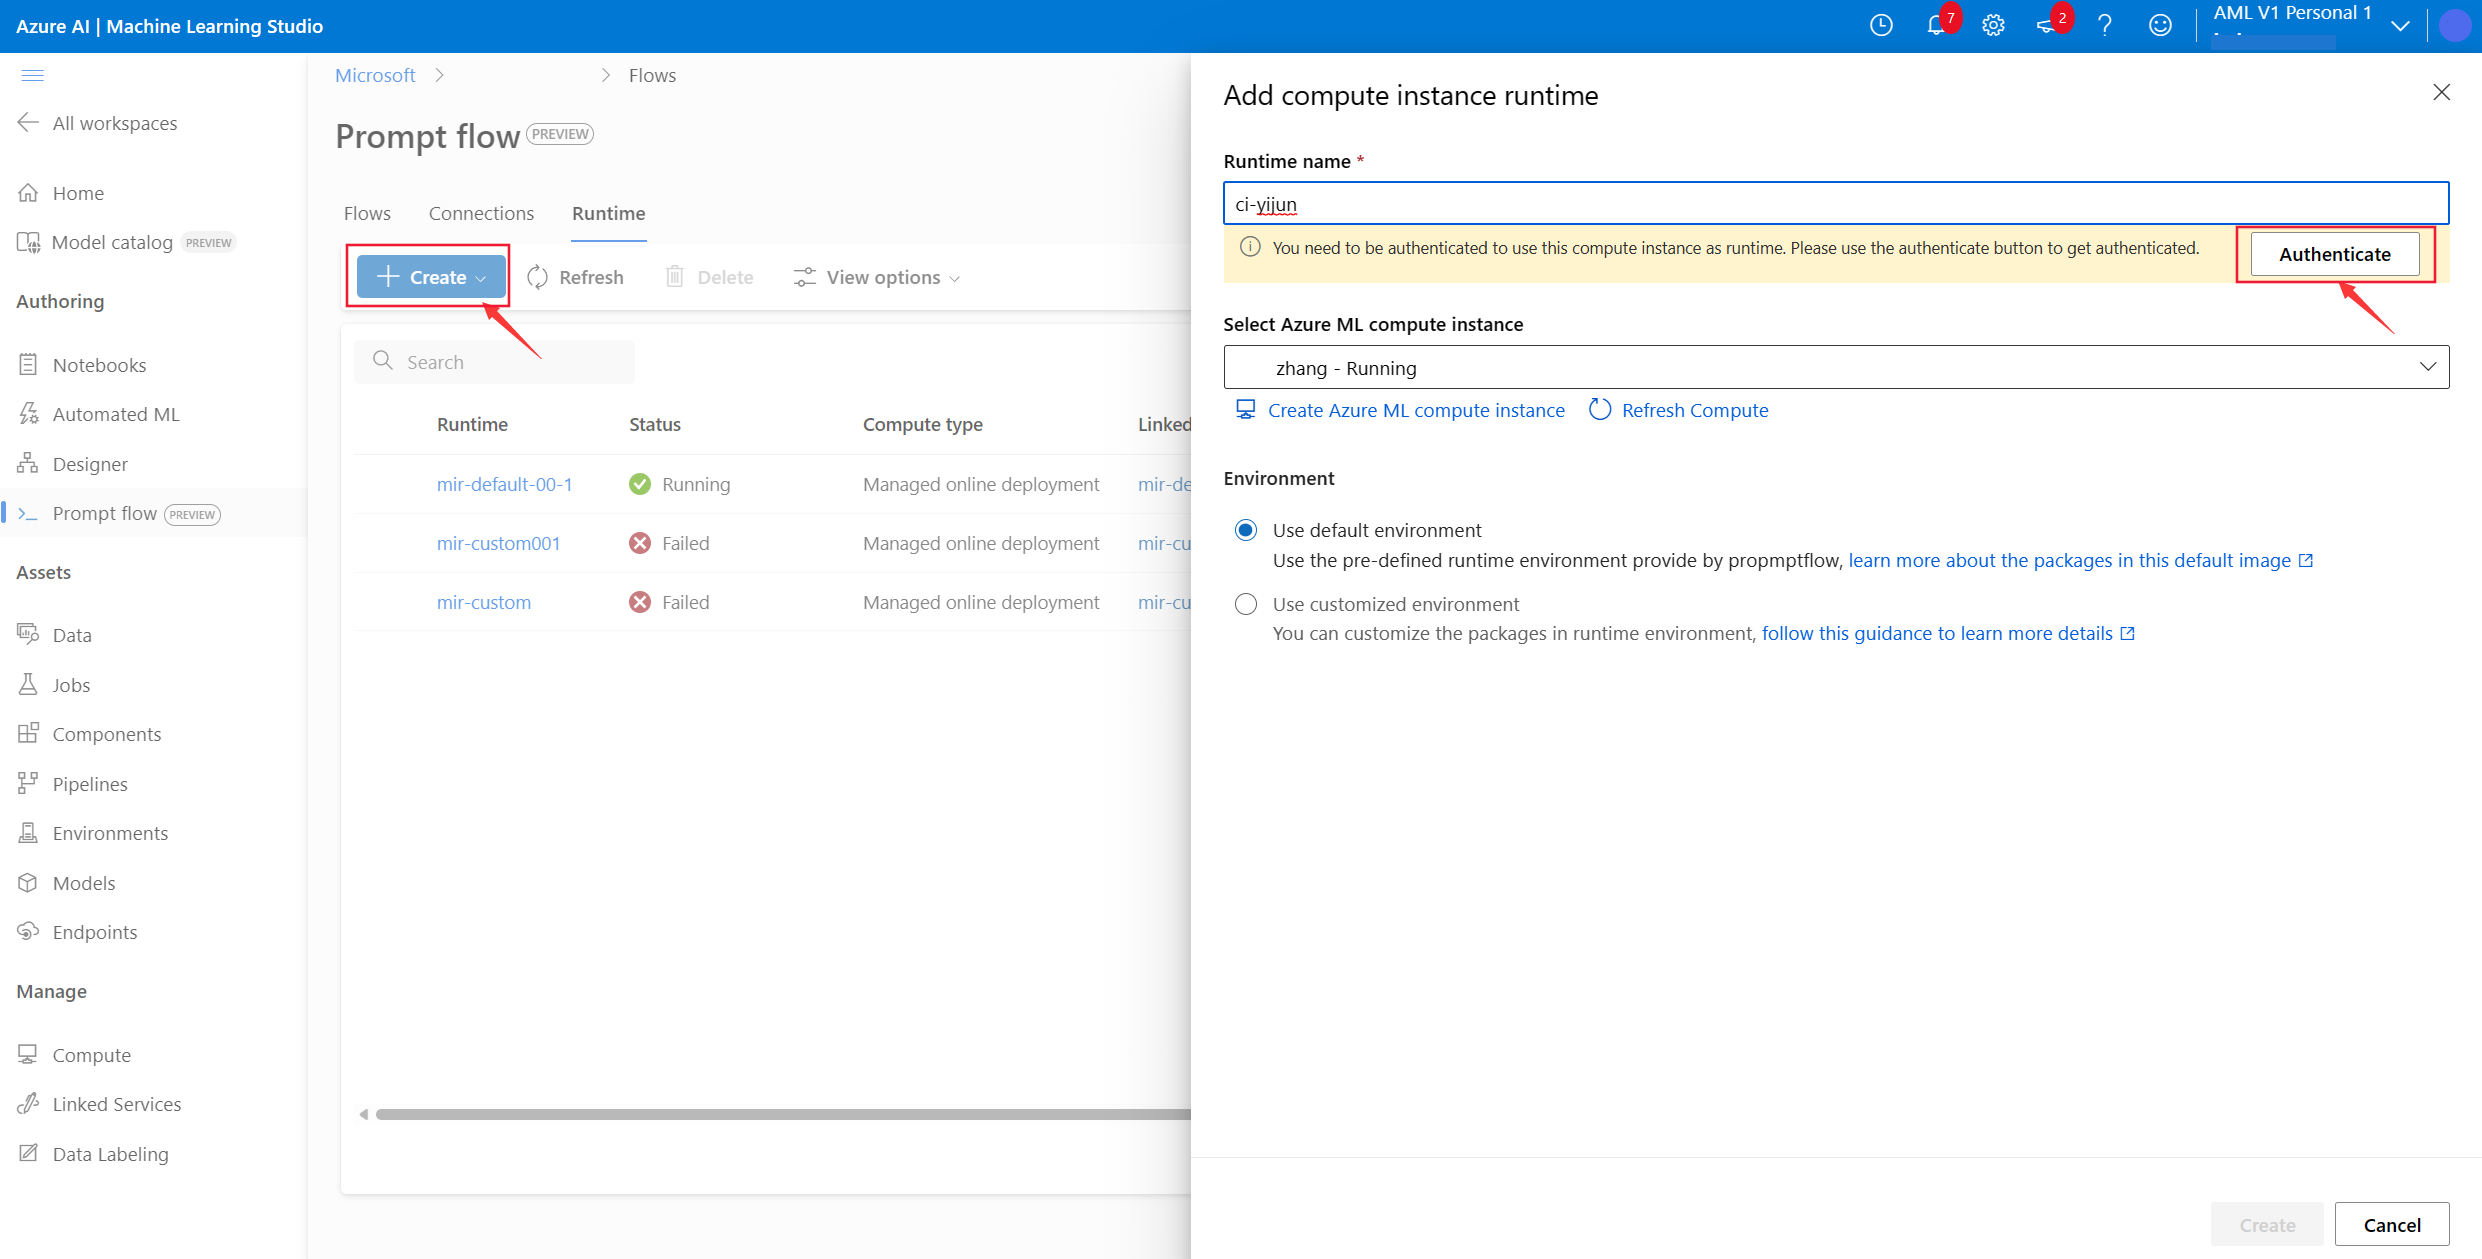 Azure AI | Machine Learning Studio
7
2
AML V1 Personal 1
All workspaces
Home
Model catalog PREVIEW
Authoring
Notebooks
Automated ML
Designer
Prompt flow PREVIEW
Assets
Data
Jobs
Components
Pipelines
Environments
Models
Endpoints
Manage
Compute
Linked Services
Data Labeling
Microsoft > > Flows
Prompt flow PREVIEW
Flows Connections Runtime
Create Refresh Delete View options
Search
Runtime Status Compute type Linked
mir-default-00-1 Running Managed online deployment mir-de
mir-custom001 Failed Managed online deployment mir-cu
mir-custom Failed Managed online deployment mir-cu
Add compute instance runtime
Runtime name *
ci-yijun
You need to be authenticated to use this compute instance as runtime. Please use the authenticate button to get authenticated.
Authenticate
Select Azure ML compute instance
zhang - Running
Create Azure ML compute instance Refresh Compute
Environment
Use default environment
Use the pre-defined runtime environment provide by propmptflow, learn more about the packages in this default image
Use customized environment
You can customize the packages in runtime environment, follow this guidance to learn more details
Create Cancel